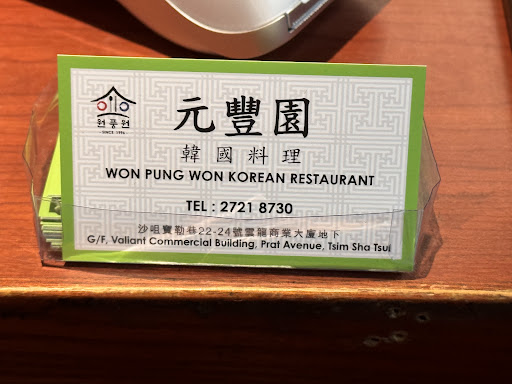 원풍원
SINCE 1996
元豐園
韓國料理
WON PUNG WON KOREAN RESTAURANT
TEL : 2721 8730
沙咀寶勒巷22-24號雲龍商業大廈地下
G/F, Valiant Commercial Building, Prat Avenue, Tsim Sha Tsui